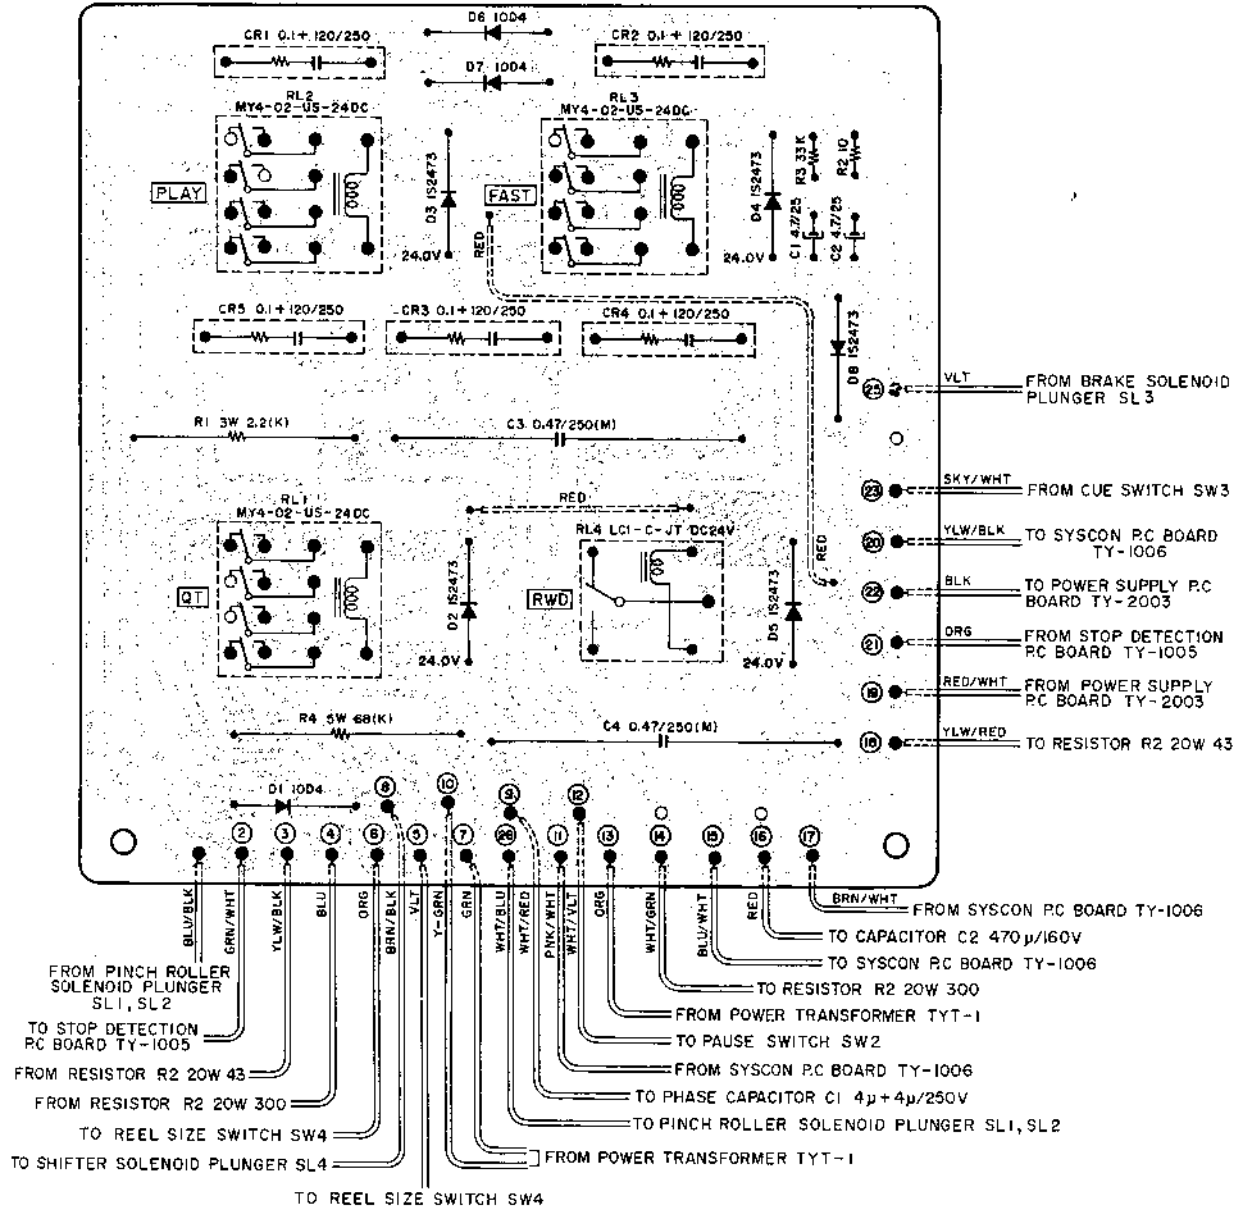 D6 10D4
CR1 0.1+120/250
CR2 0.1+120/250
D7 10D4
RL2
MY4-02-US-24DC
RL3
MY4-02-US-24DC
PLAY
D3 1S2473
24.0V
FAST
RED
D4 1S2473
24.0V
R3 33K
R2 10
C1 4.7/25
C2 4.7/25
CR5 0.1+120/250
CR3 0.1+120/250
CR4 0.1+120/250
D8 1S2473
25
VLT
FROM BRAKE SOLENOID
PLUNGER SL3
R1 3W 2.2(K)
C3 0.47/250(M)
23
SKY/WHT
FROM CUE SWITCH SW3
RL1
MY4-02-US-24DC
RED
RL4 LC1-C-JT DC24V
RED
20
YLW/BLK
TO SYSCON P.C BOARD
TY-1006
QT
D2 1S2473
24.0V
RWD
D5 1S2473
24.0V
22
BLK
TO POWER SUPPLY P.C
BOARD TY-2003
21
ORG
FROM STOP DETECTION
P.C BOARD TY-1005
19
RED/WHT
FROM POWER SUPPLY
P.C BOARD TY-2003
R4 5W 68(K)
C4 0.47/250(M)
18
YLW/RED
TO RESISTOR R2 20W 43
D1 10D4
8
10
9
12
2
3
4
6
5
7
26
11
13
14
15
16
17
BLU/BLK
GRN/WHT
YLW/BLK
BLU
ORG
BRN/BLK
VLT
Y-GRN
GRN
WHT/BLU
WHT/RED
PNK/WHT
WHT/VLT
ORG
WHT/GRN
BLU/WHT
RED
BRN/WHT
FROM SYSCON P.C BOARD TY-1006
TO CAPACITOR C2 470μ/160V
TO SYSCON P.C BOARD TY-1006
FROM PINCH ROLLER
SOLENOID PLUNGER
SL1, SL2
TO RESISTOR R2 20W 300
FROM POWER TRANSFORMER TYT-1
TO STOP DETECTION
P.C BOARD TY-1005
TO PAUSE SWITCH SW2
FROM RESISTOR R2 20W 43
FROM SYSCON P.C BOARD TY-1006
FROM RESISTOR R2 20W 300
TO PHASE CAPACITOR C1 4μ+4μ/250V
TO REEL SIZE SWITCH SW4
TO PINCH ROLLER SOLENOID PLUNGER SL1, SL2
TO SHIFTER SOLENOID PLUNGER SL4
FROM POWER TRANSFORMER TYT-1
TO REEL SIZE SWITCH SW4